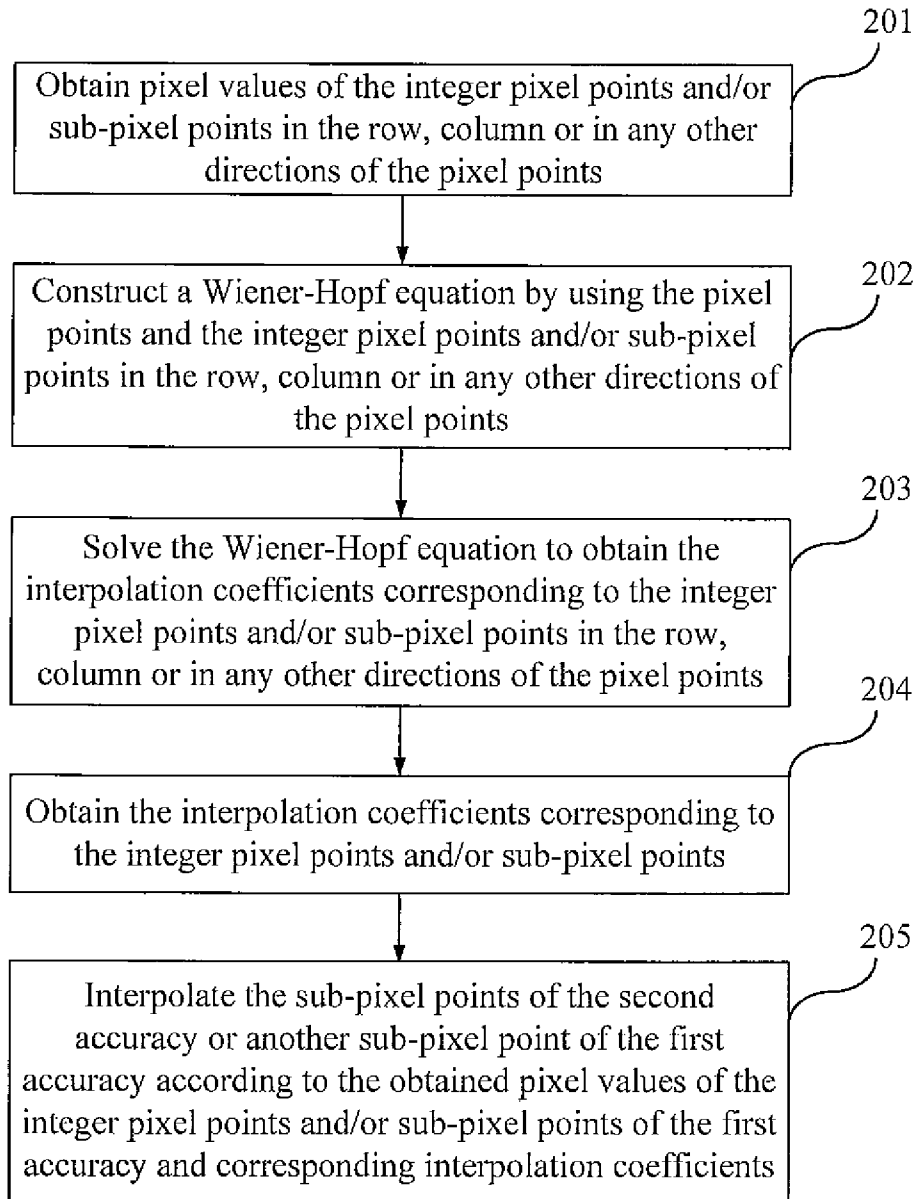 201
Obtain pixel values of the integer pixel points and/or
sub-pixel points in the row, column or in any other
directions of the pixel points
202
Construct a Wiener-Hopf equation by using the pixel
points and the integer pixel points and/or sub-pixel
points in the row, column or in any other directions of
the pixel points
203
Solve the Wiener-Hopf equation to obtain the
interpolation coefficients corresponding to the integer
pixel points and/or sub-pixel points in the row,
column or in any other directions of the pixel points
204
Obtain the interpolation coefficients corresponding to
the integer pixel points and/or sub-pixel points
205
Interpolate the sub-pixel points of the second
accuracy or another sub-pixel point of the first
accuracy according to the obtained pixel values of the
integer pixel points and/or sub-pixel points of the first
accuracy and corresponding interpolation coefficients